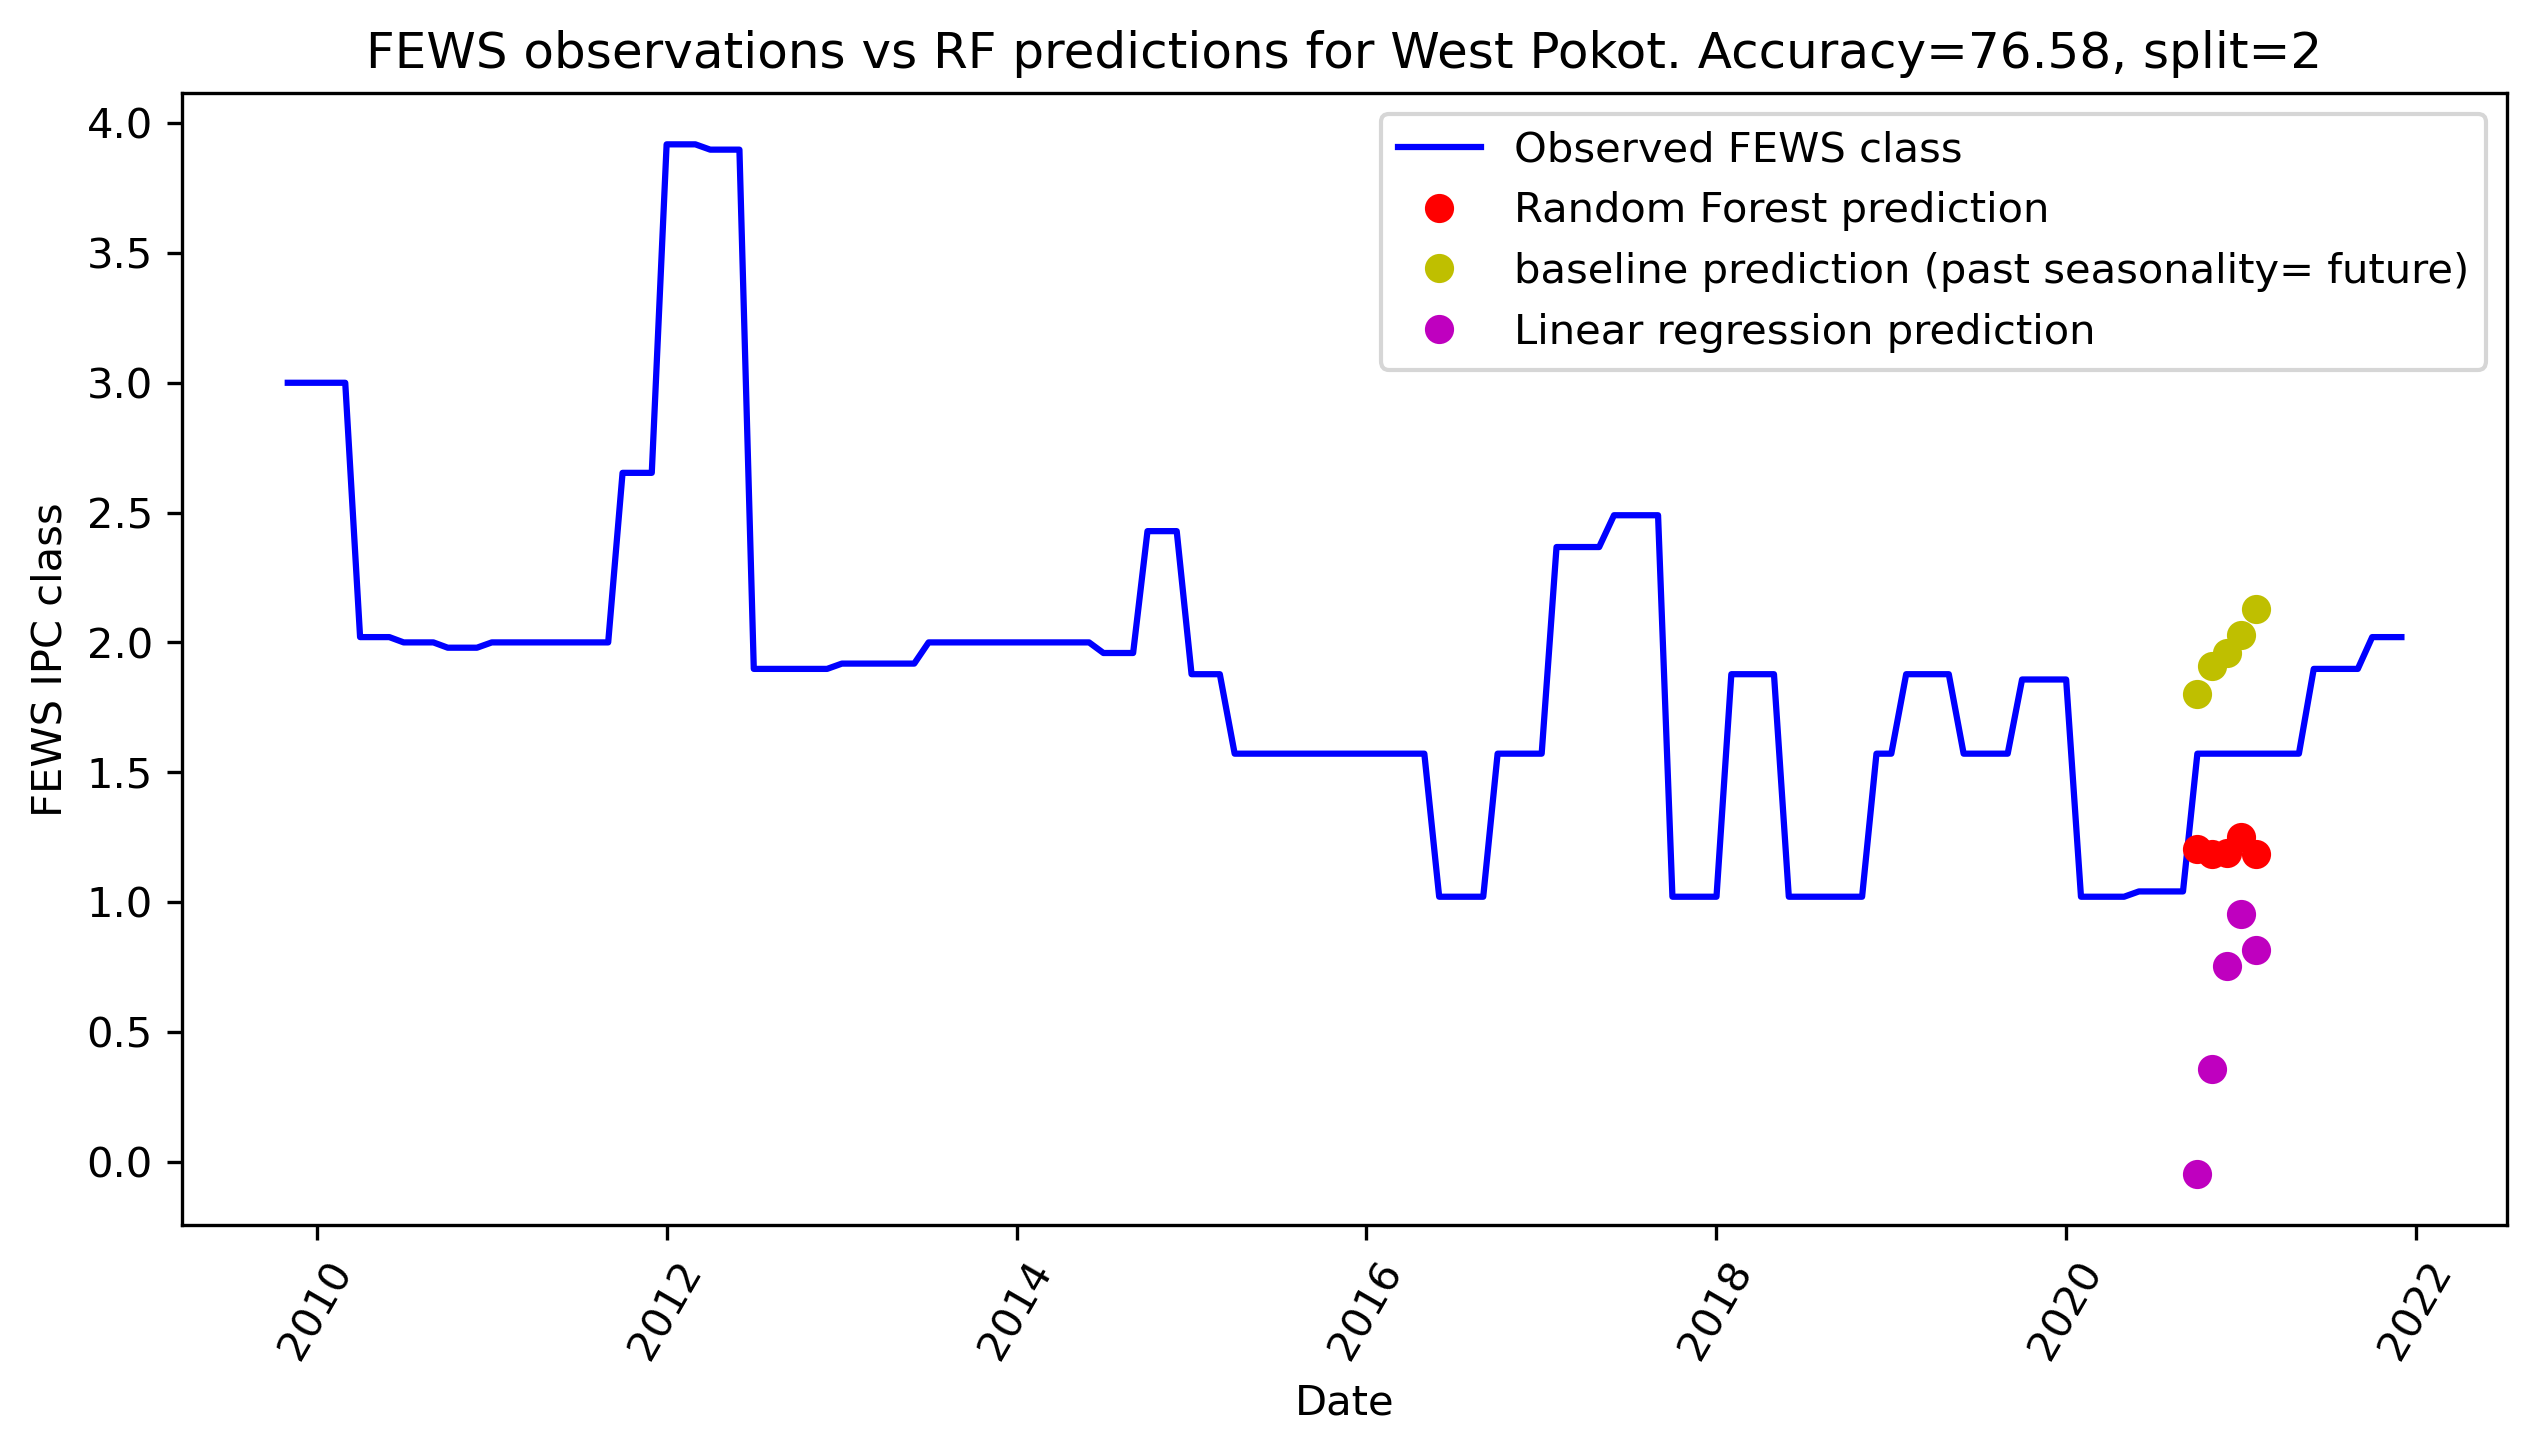 FEWS observations vs RF predictions for West Pokot. Accuracy=76.58, split=2
Observed FEWS class
Random Forest prediction
baseline prediction (past seasonality= future)
Linear regression prediction
FEWS IPC class
4.0
3.5
3.0
2.5
2.0
1.5
1.0
0.5
0.0
2010
2012
2014
2016
2018
2020
2022
Date